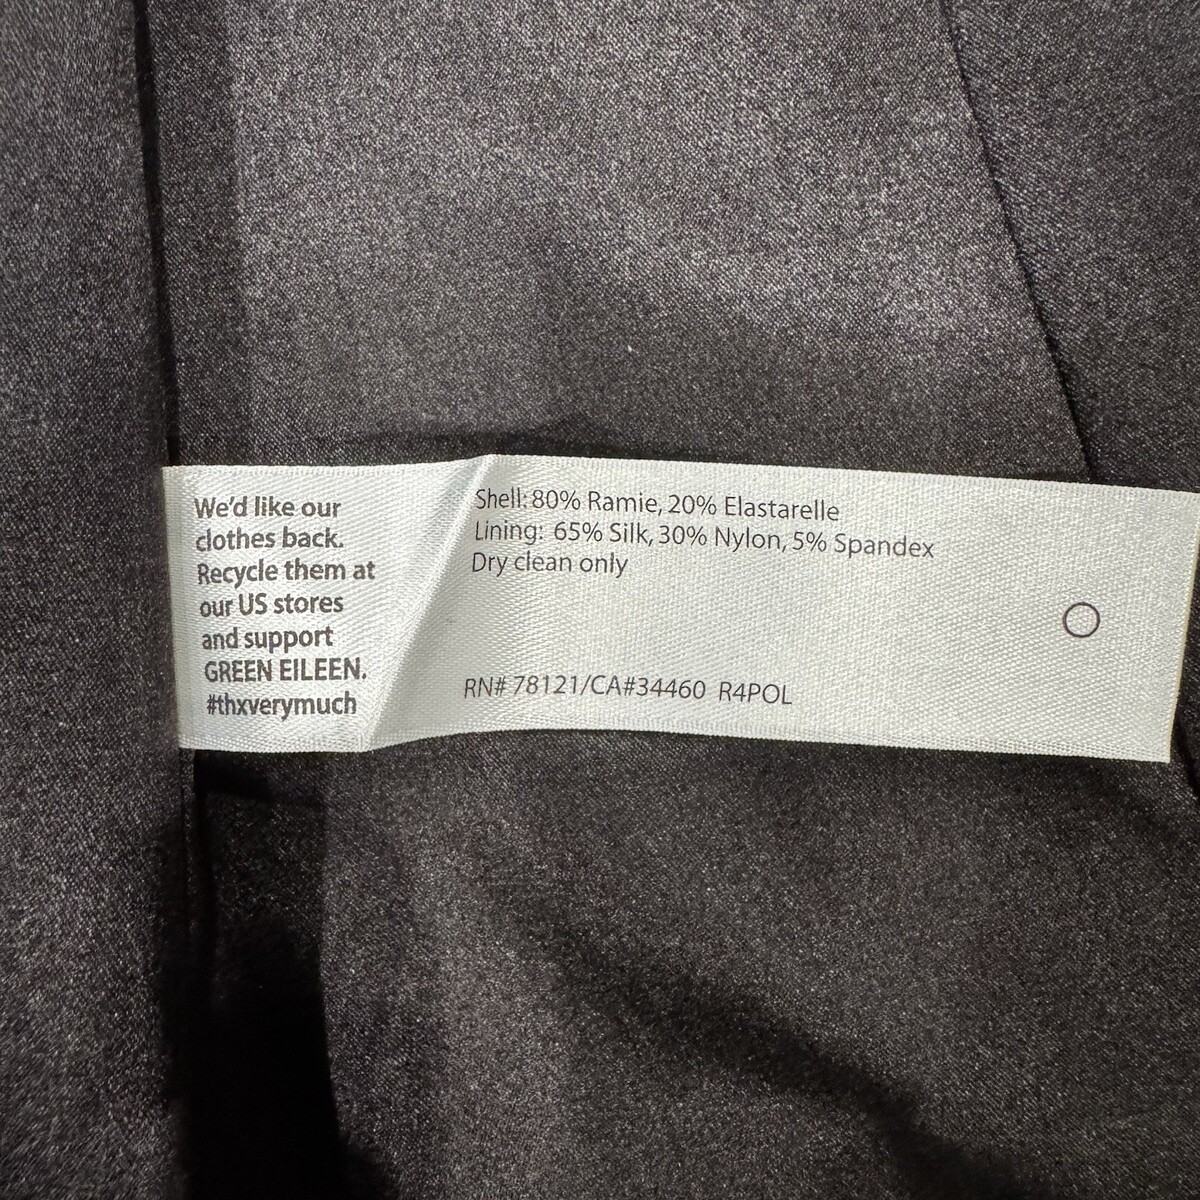 We'd like our
clothes back.
Recycle them at
our US stores
and support
GREEN EILEEN.
#thxverymuch
Shell: 80% Ramie, 20% Elastarelle
Lining: 65% Silk, 30% Nylon, 5% Spandex
Dry clean only
RN# 78121/CA#34460 R4POL